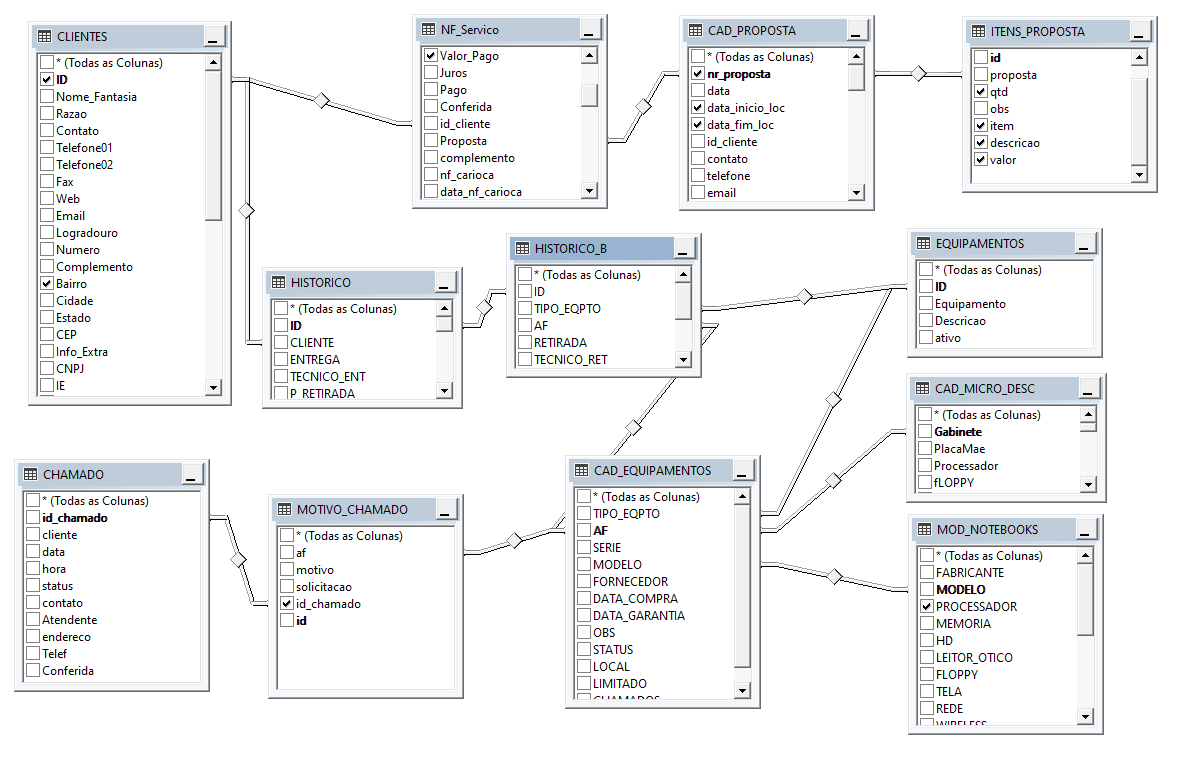 CLIENTES
* (Todas as Colunas)
ID
Nome_Fantasia
Razao
Contato
Telefone01
Telefone02
Fax
Web
Email
Logradouro
Numero
Complemento
Bairro
Cidade
Estado
CEP
Info_Extra
CNPJ
IE
NF_Servico
Valor_Pago
Juros
Pago
Conferida
id_cliente
Proposta
complemento
nf_carioca
data_nf_carioca
CAD_PROPOSTA
* (Todas as Colunas)
nr_proposta
data
data_inicio_loc
data_fim_loc
id_cliente
contato
telefone
email
ITENS_PROPOSTA
id
proposta
qtd
obs
item
descricao
valor
HISTORICO
* (Todas as Colunas)
ID
CLIENTE
ENTREGA
TECNICO_ENT
P_RETIRADA
HISTORICO_B
* (Todas as Colunas)
ID
TIPO_EQPTO
AF
RETIRADA
TECNICO_RET
EQUIPAMENTOS
* (Todas as Colunas)
ID
Equipamento
Descricao
ativo
CAD_MICRO_DESC
* (Todas as Colunas)
Gabinete
PlacaMae
Processador
fLOPPY
CHAMADO
* (Todas as Colunas)
id_chamado
cliente
data
hora
status
contato
Atendente
endereco
Telef
Conferida
MOTIVO_CHAMADO
* (Todas as Colunas)
af
motivo
solicitacao
id_chamado
id
CAD_EQUIPAMENTOS
* (Todas as Colunas)
TIPO_EQPTO
AF
SERIE
MODELO
FORNECEDOR
DATA_COMPRA
DATA_GARANTIA
OBS
STATUS
LOCAL
LIMITADO
CHAMADOS
MOD_NOTEBOOKS
* (Todas as Colunas)
FABRICANTE
MODELO
PROCESSADOR
MEMORIA
HD
LEITOR_OTICO
FLOPPY
TELA
REDE
WIRELESS